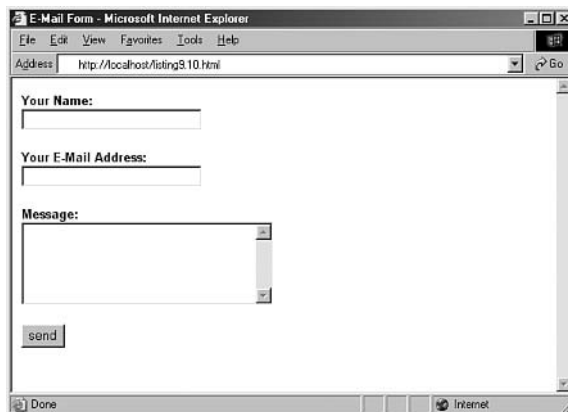 E-Mail Form - Microsoft Internet Explorer
File Edit View Favorites Tools Help
Address http://localhost/listing9.10.html Go
Your Name:
Your E-Mail Address:
Message:
send
Done Internet